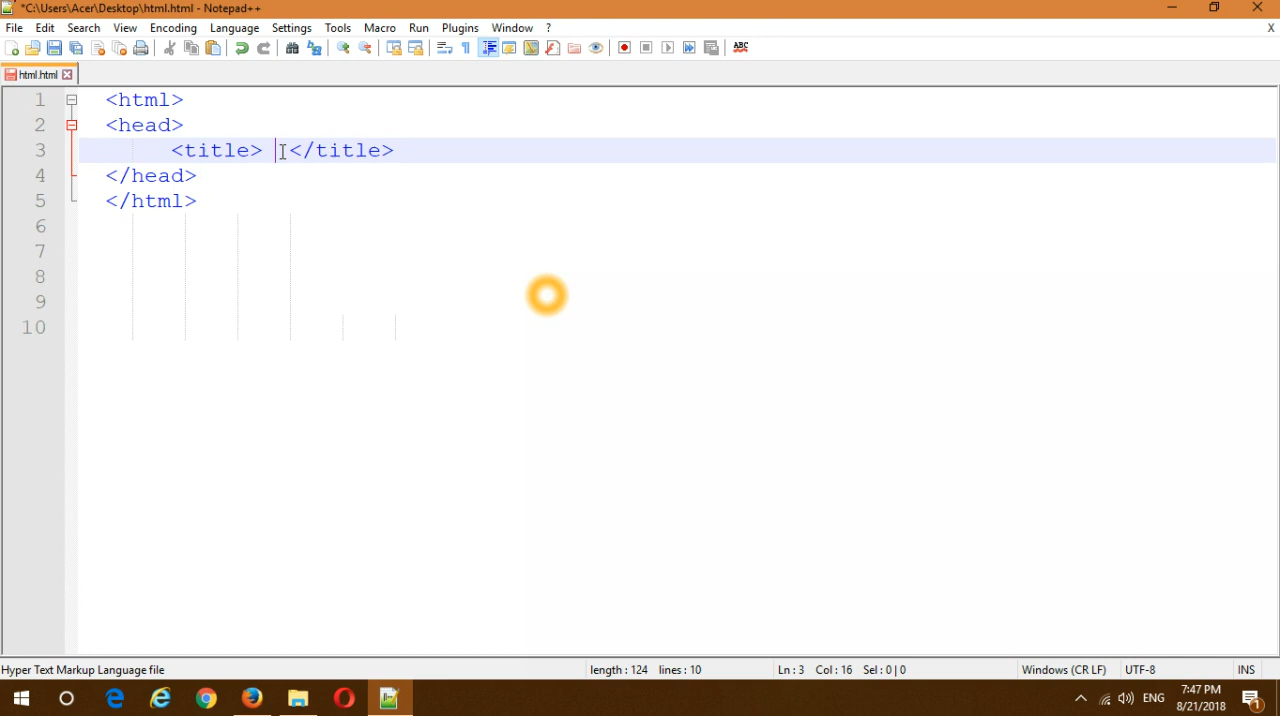 *C:\Users\Acer\Desktop\html.html - Notepad++
File Edit Search View Encoding Language Settings Tools Macro Run Plugins Window ? X
ABC
html.html
1 <html>
2 <head>
3 <title> </title>
4 </head>
5 </html>
6
7
8
9
10
Hyper Text Markup Language file length : 124 lines : 10 Ln : 3 Col : 16 Sel : 0 | 0 Windows (CR LF) UTF-8 INS
ENG 7:47 PM
8/21/2018 1